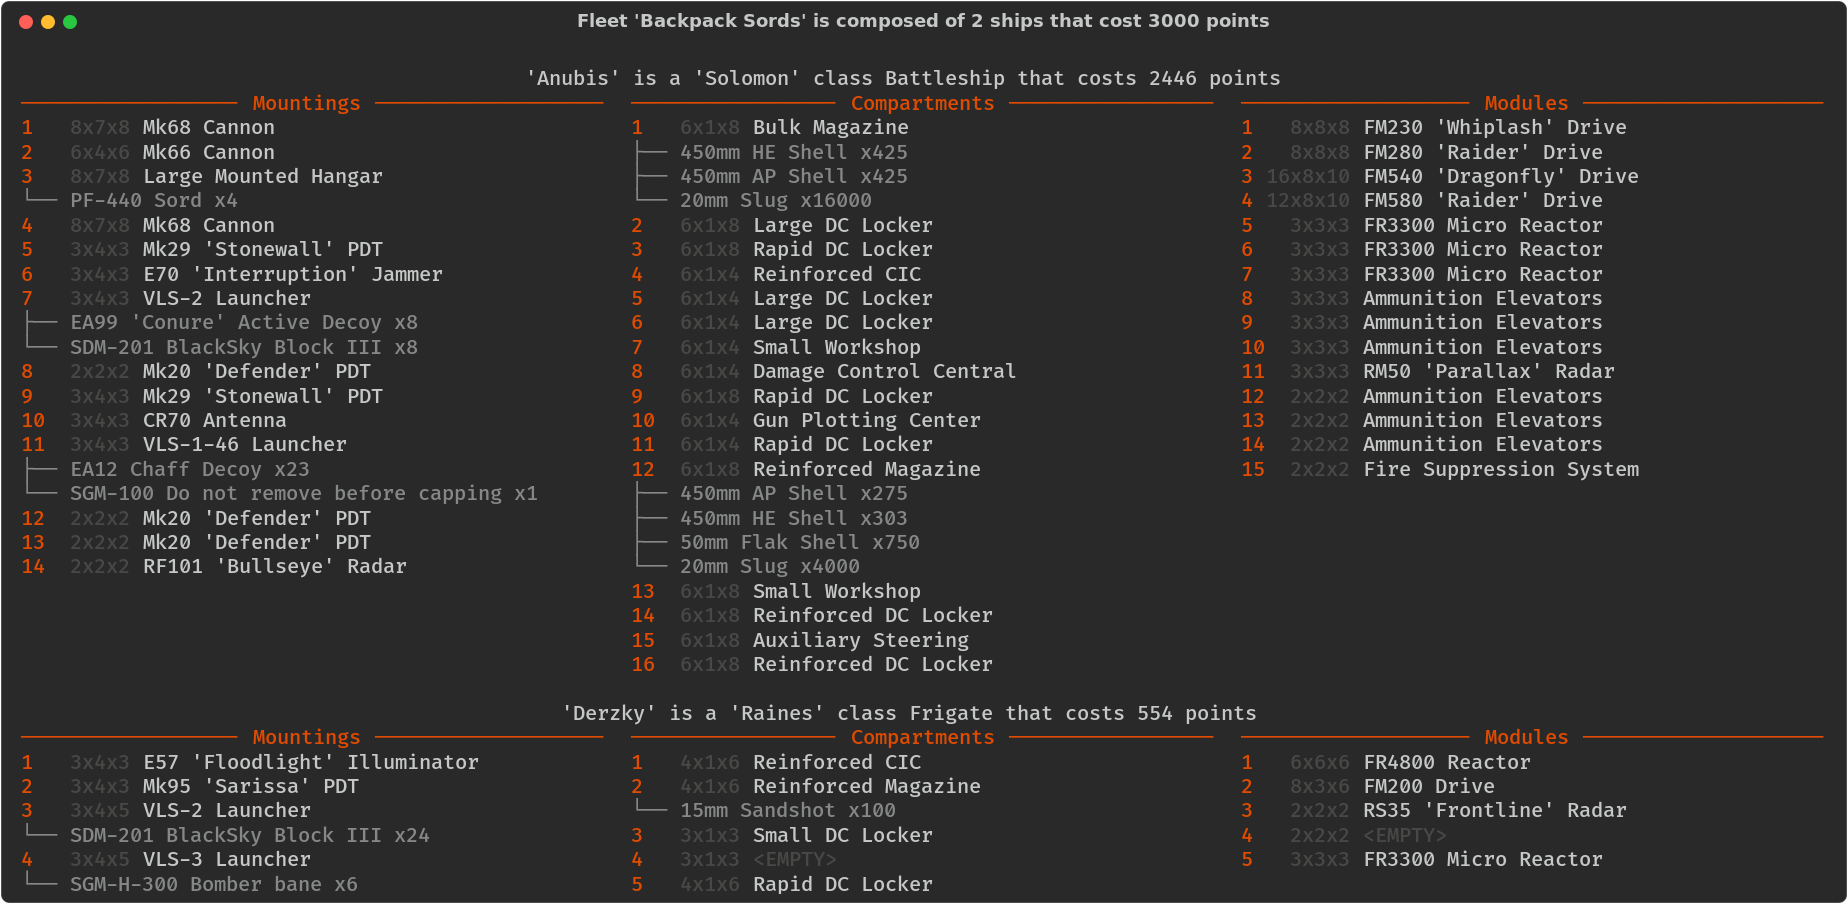 Fleet 'Backpack Sords' is composed of 2 ships that cost 3000 points
'Anubis' is a 'Solomon' class Battleship that costs 2446 points
Mountings
1 8x7x8 Mk68 Cannon
2 6x4x6 Mk66 Cannon
3 8x7x8 Large Mounted Hangar
PF-440 Sord x4
4 8x7x8 Mk68 Cannon
5 3x4x3 Mk29 'Stonewall' PDT
6 3x4x3 E70 'Interruption' Jammer
7 3x4x3 VLS-2 Launcher
EA99 'Conure' Active Decoy x8
SDM-201 BlackSky Block III x8
8 2x2x2 Mk20 'Defender' PDT
9 3x4x3 Mk29 'Stonewall' PDT
10 3x4x3 CR70 Antenna
11 3x4x3 VLS-1-46 Launcher
EA12 Chaff Decoy x23
SGM-100 Do not remove before capping x1
12 2x2x2 Mk20 'Defender' PDT
13 2x2x2 Mk20 'Defender' PDT
14 2x2x2 RF101 'Bullseye' Radar
Compartments
1 6x1x8 Bulk Magazine
450mm HE Shell x425
450mm AP Shell x425
20mm Slug x16000
2 6x1x8 Large DC Locker
3 6x1x8 Rapid DC Locker
4 6x1x4 Reinforced CIC
5 6x1x4 Large DC Locker
6 6x1x4 Large DC Locker
7 6x1x4 Small Workshop
8 6x1x4 Damage Control Central
9 6x1x8 Rapid DC Locker
10 6x1x4 Gun Plotting Center
11 6x1x4 Rapid DC Locker
12 6x1x8 Reinforced Magazine
450mm AP Shell x275
450mm HE Shell x303
50mm Flak Shell x750
20mm Slug x4000
13 6x1x8 Small Workshop
14 6x1x8 Reinforced DC Locker
15 6x1x8 Auxiliary Steering
16 6x1x8 Reinforced DC Locker
Modules
1 8x8x8 FM230 'Whiplash' Drive
2 8x8x8 FM280 'Raider' Drive
3 16x8x10 FM540 'Dragonfly' Drive
4 12x8x10 FM580 'Raider' Drive
5 3x3x3 FR3300 Micro Reactor
6 3x3x3 FR3300 Micro Reactor
7 3x3x3 FR3300 Micro Reactor
8 3x3x3 Ammunition Elevators
9 3x3x3 Ammunition Elevators
10 3x3x3 Ammunition Elevators
11 3x3x3 RM50 'Parallax' Radar
12 2x2x2 Ammunition Elevators
13 2x2x2 Ammunition Elevators
14 2x2x2 Ammunition Elevators
15 2x2x2 Fire Suppression System
'Derzky' is a 'Raines' class Frigate that costs 554 points
Mountings
1 3x4x3 E57 'Floodlight' Illuminator
2 3x4x3 Mk95 'Sarissa' PDT
3 3x4x5 VLS-2 Launcher
SDM-201 BlackSky Block III x24
4 3x4x5 VLS-3 Launcher
SGM-H-300 Bomber bane x6
Compartments
1 4x1x6 Reinforced CIC
2 4x1x6 Reinforced Magazine
15mm Sandshot x100
3 3x1x3 Small DC Locker
4 3x1x3 <EMPTY>
5 4x1x6 Rapid DC Locker
Modules
1 6x6x6 FR4800 Reactor
2 8x3x6 FM200 Drive
3 2x2x2 RS35 'Frontline' Radar
4 2x2x2 <EMPTY>
5 3x3x3 FR3300 Micro Reactor